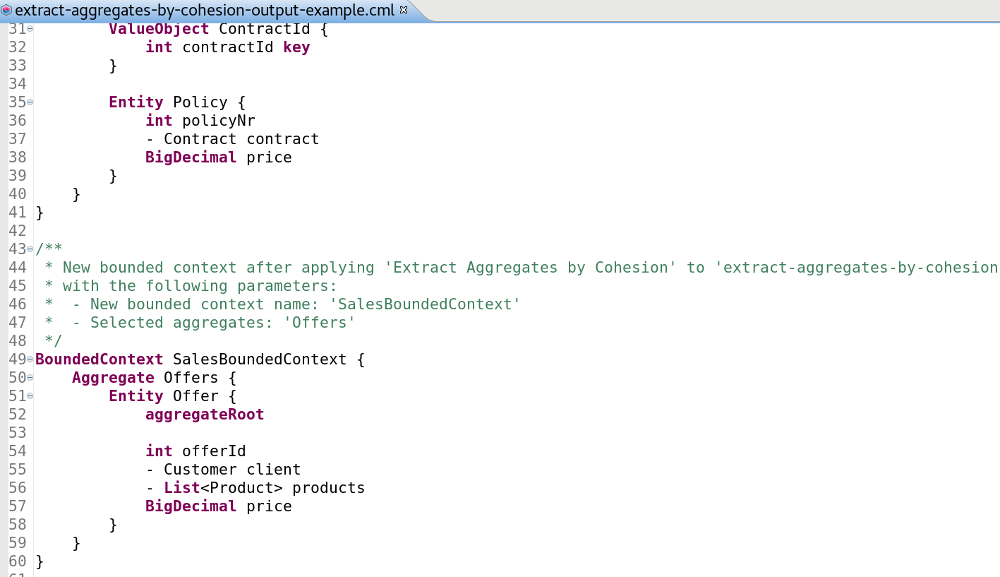 extract-aggregates-by-cohesion-output-example.cml
31 ValueObject ContractId {
32 int contractId key
33 }
34
35 Entity Policy {
36 int policyNr
37 - Contract contract
38 BigDecimal price
39 }
40 }
41 }
42
43 /**
44 * New bounded context after applying 'Extract Aggregates by Cohesion' to 'extract-aggregates-by-cohesion
45 * with the following parameters:
46 * - New bounded context name: 'SalesBoundedContext'
47 * - Selected aggregates: 'Offers'
48 */
49 BoundedContext SalesBoundedContext {
50 Aggregate Offers {
51 Entity Offer {
52 aggregateRoot
53
54 int offerId
55 - Customer client
56 - List<Product> products
57 BigDecimal price
58 }
59 }
60 }